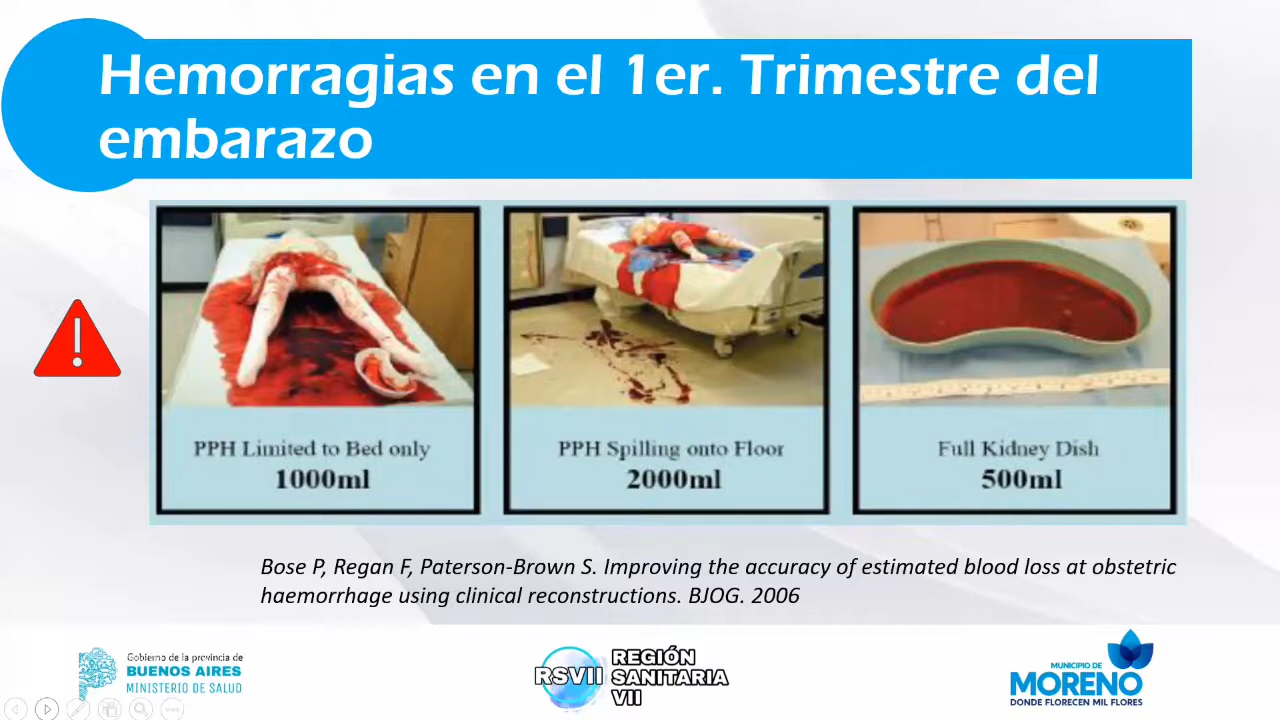 Hemorragias en el 1er. Trimestre del
embarazo
PPH Limited to Bed only
1000ml
PPH Spilling onto Floor
2000ml
Full Kidney Dish
500ml
Bose P, Regan F, Paterson-Brown S. Improving the accuracy of estimated blood loss at obstetric
haemorrhage using clinical reconstructions. BJOG. 2006
Gobierno de la provincia de
BUENOS AIRES
MINISTERIO DE SALUD
RSVII
REGIÓN
SANITARIA
VII
MUNICIPIO DE
MORENO
DONDE FLORECEN MIL FLORES